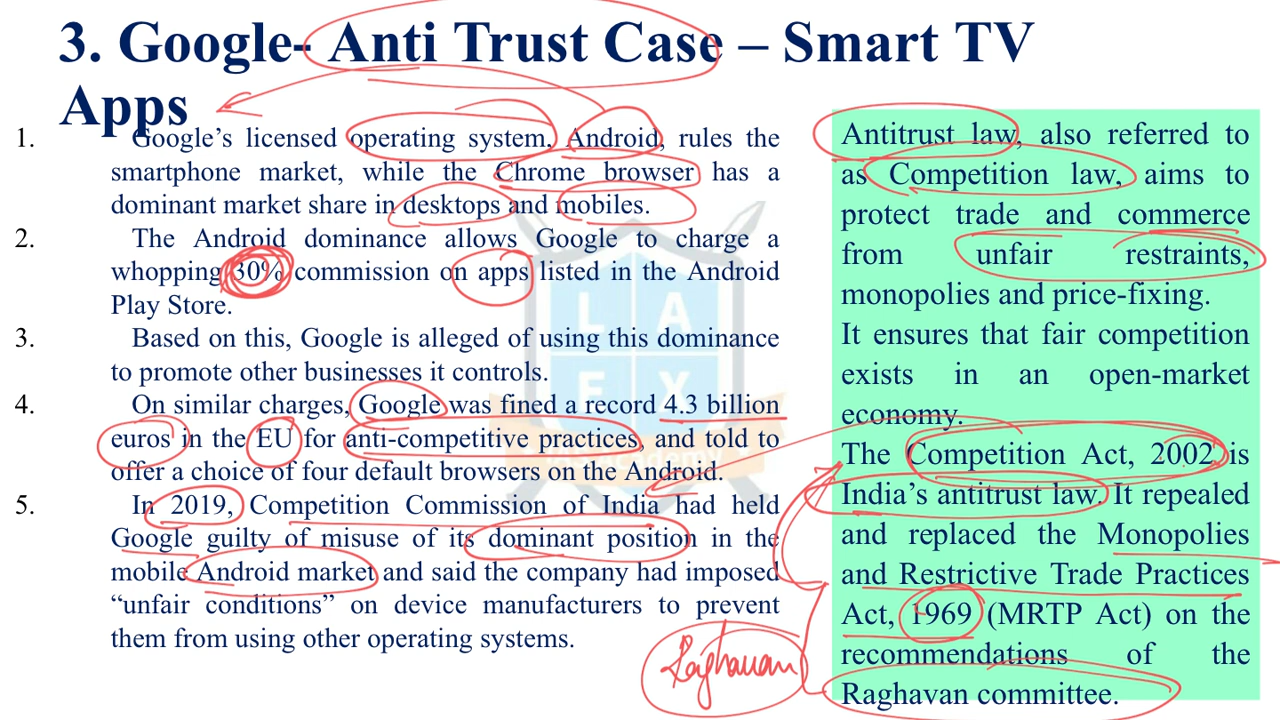 3. Google- Anti Trust Case – Smart TV
Apps
1. Google’s licensed operating system, Android, rules the
smartphone market, while the Chrome browser has a
dominant market share in desktops and mobiles.
2. The Android dominance allows Google to charge a
whopping 30% commission on apps listed in the Android
Play Store.
3. Based on this, Google is alleged of using this dominance
to promote other businesses it controls.
4. On similar charges, Google was fined a record 4.3 billion
euros in the EU for anti-competitive practices, and told to
offer a choice of four default browsers on the Android.
5. In 2019, Competition Commission of India had held
Google guilty of misuse of its dominant position in the
mobile Android market and said the company had imposed
“unfair conditions” on device manufacturers to prevent
them from using other operating systems.
Antitrust law, also referred to
as Competition law, aims to
protect trade and commerce
from unfair restraints,
monopolies and price-fixing.
It ensures that fair competition
exists in an open-market
economy.
The Competition Act, 2002 is
India’s antitrust law. It repealed
and replaced the Monopolies
and Restrictive Trade Practices
Act, 1969 (MRTP Act) on the
recommendations of the
Raghavan committee.
Raghavan
L A
E X